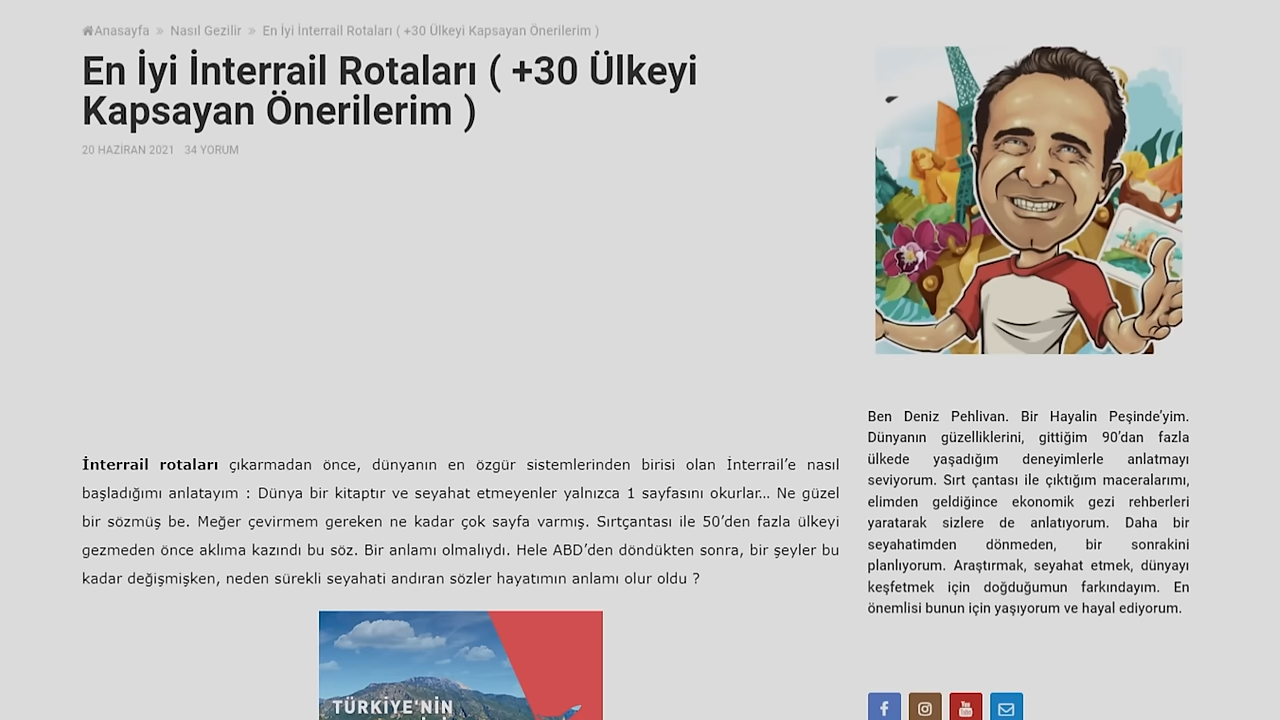 Anasayfa » Nasıl Gezilir » En İyi İnterrail Rotaları ( +30 Ülkeyi Kapsayan Önerilerim )
En İyi İnterrail Rotaları ( +30 Ülkeyi
Kapsayan Önerilerim )
20 HAZİRAN 2021 34 YORUM
İnterrail rotaları çıkarmadan önce, dünyanın en özgür sistemlerinden birisi olan İnterrail’e nasıl
başladığımı anlatayım : Dünya bir kitaptır ve seyahat etmeyenler yalnızca 1 sayfasını okurlar… Ne güzel
bir sözmüş be. Meğer çevirmem gereken ne kadar çok sayfa varmış. Sırtçantası ile 50’den fazla ülkeyi
gezmeden önce aklıma kazındı bu söz. Bir anlamı olmalıydı. Hele ABD’den döndükten sonra, bir şeyler bu
kadar değişmişken, neden sürekli seyahati andıran sözler hayatımın anlamı olur oldu ?
TÜRKİYE'NİN
Ben Deniz Pehlivan. Bir Hayalin Peşinde’yim.
Dünyanın güzelliklerini, gittiğim 90’dan fazla
ülkede yaşadığım deneyimlerle anlatmayı
seviyorum. Sırt çantası ile çıktığım maceralarımı,
elimden geldiğince ekonomik gezi rehberleri
yaratarak sizlere de anlatıyorum. Daha bir
seyahatimden dönmeden, bir sonrakini
planlıyorum. Araştırmak, seyahat etmek, dünyayı
keşfetmek için doğduğumun farkındayım. En
önemlisi bunun için yaşıyorum ve hayal ediyorum.